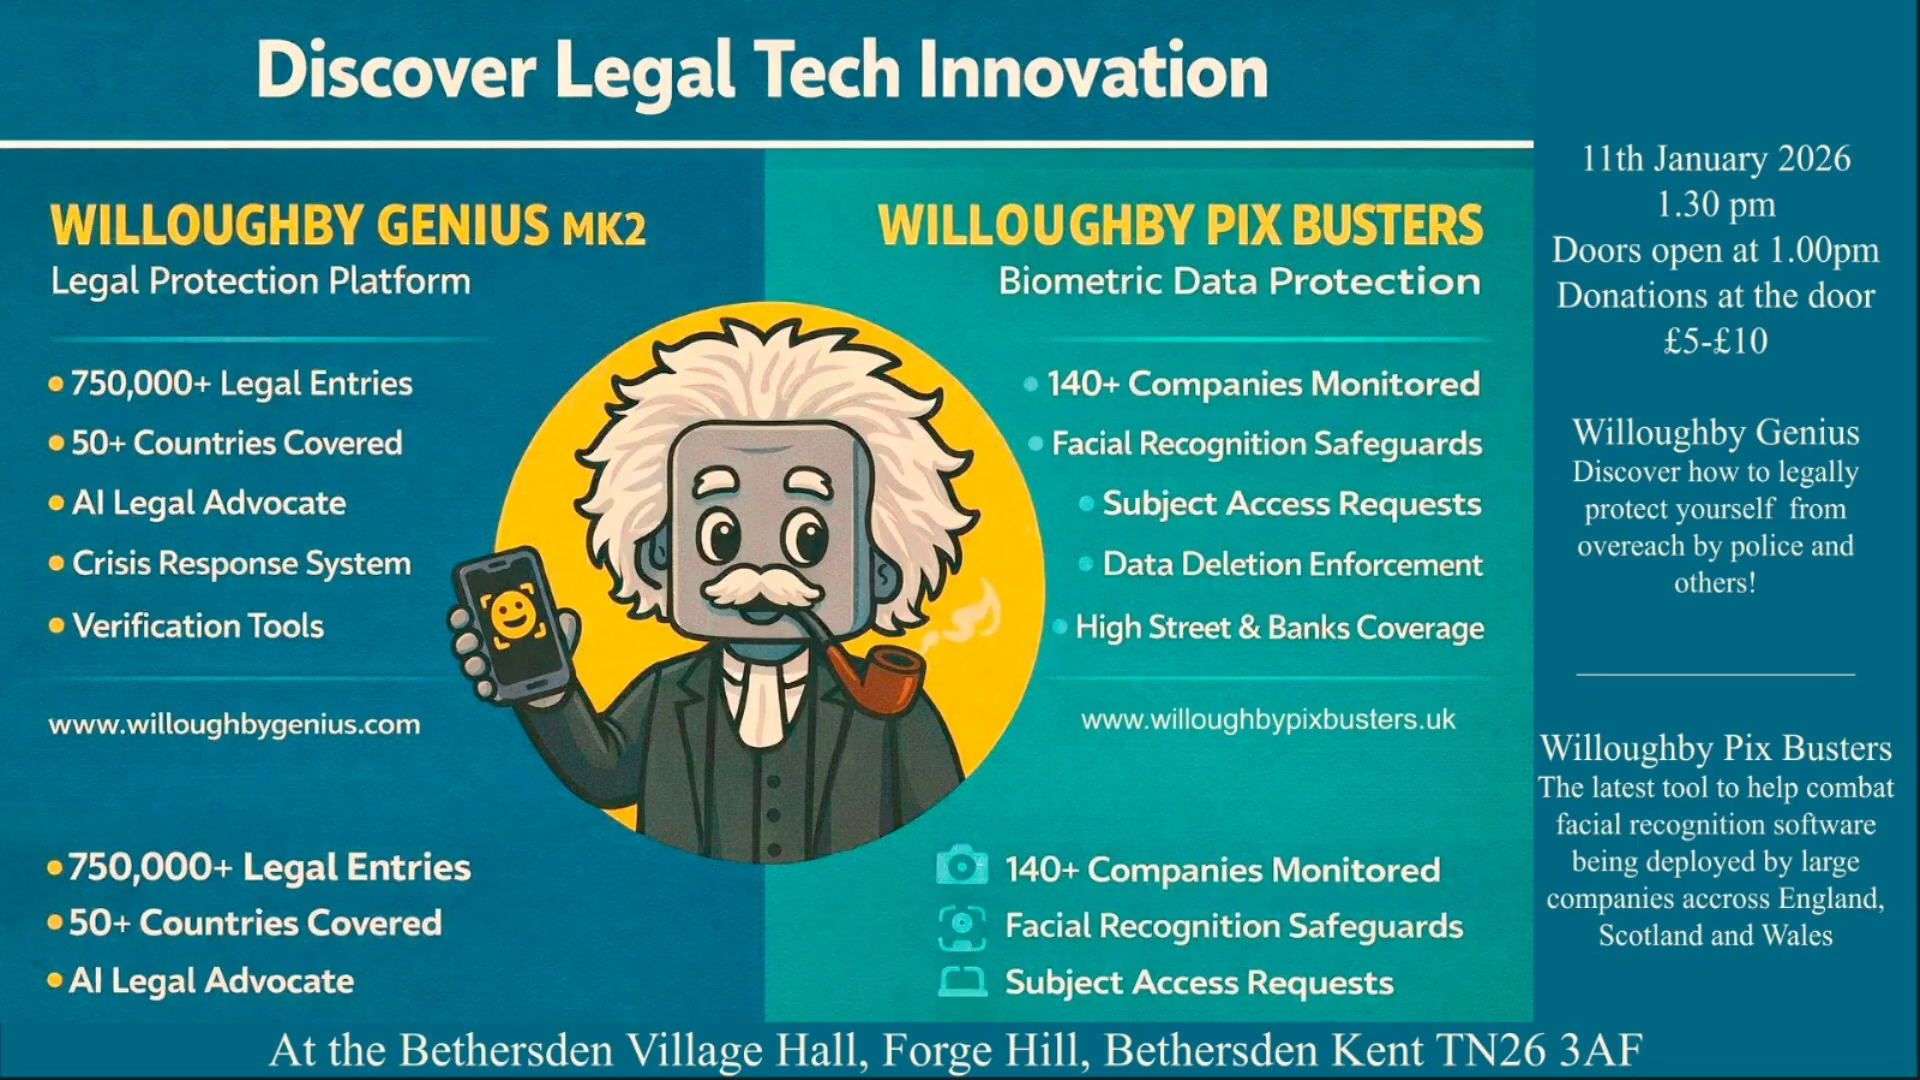 Discover Legal Tech Innovation
WILLOUGHBY GENIUS MK2
Legal Protection Platform
750,000+ Legal Entries
50+ Countries Covered
AI Legal Advocate
Crisis Response System
Verification Tools
www.willoughbygenius.com
750,000+ Legal Entries
50+ Countries Covered
AI Legal Advocate
WILLOUGHBY PIX BUSTERS
Biometric Data Protection
140+ Companies Monitored
Facial Recognition Safeguards
Subject Access Requests
Data Deletion Enforcement
High Street & Banks Coverage
www.willoughbypixbusters.uk
140+ Companies Monitored
Facial Recognition Safeguards
Subject Access Requests
11th January 2026
1.30 pm
Doors open at 1.00pm
Donations at the door
£5-£10
Willoughby Genius
Discover how to legally
protect yourself from
overeach by police and
others!
Willoughby Pix Busters
The latest tool to help combat
facial recognition software
being deployed by large
companies accross England,
Scotland and Wales
At the Bethersden Village Hall, Forge Hill, Bethersden Kent TN26 3AF